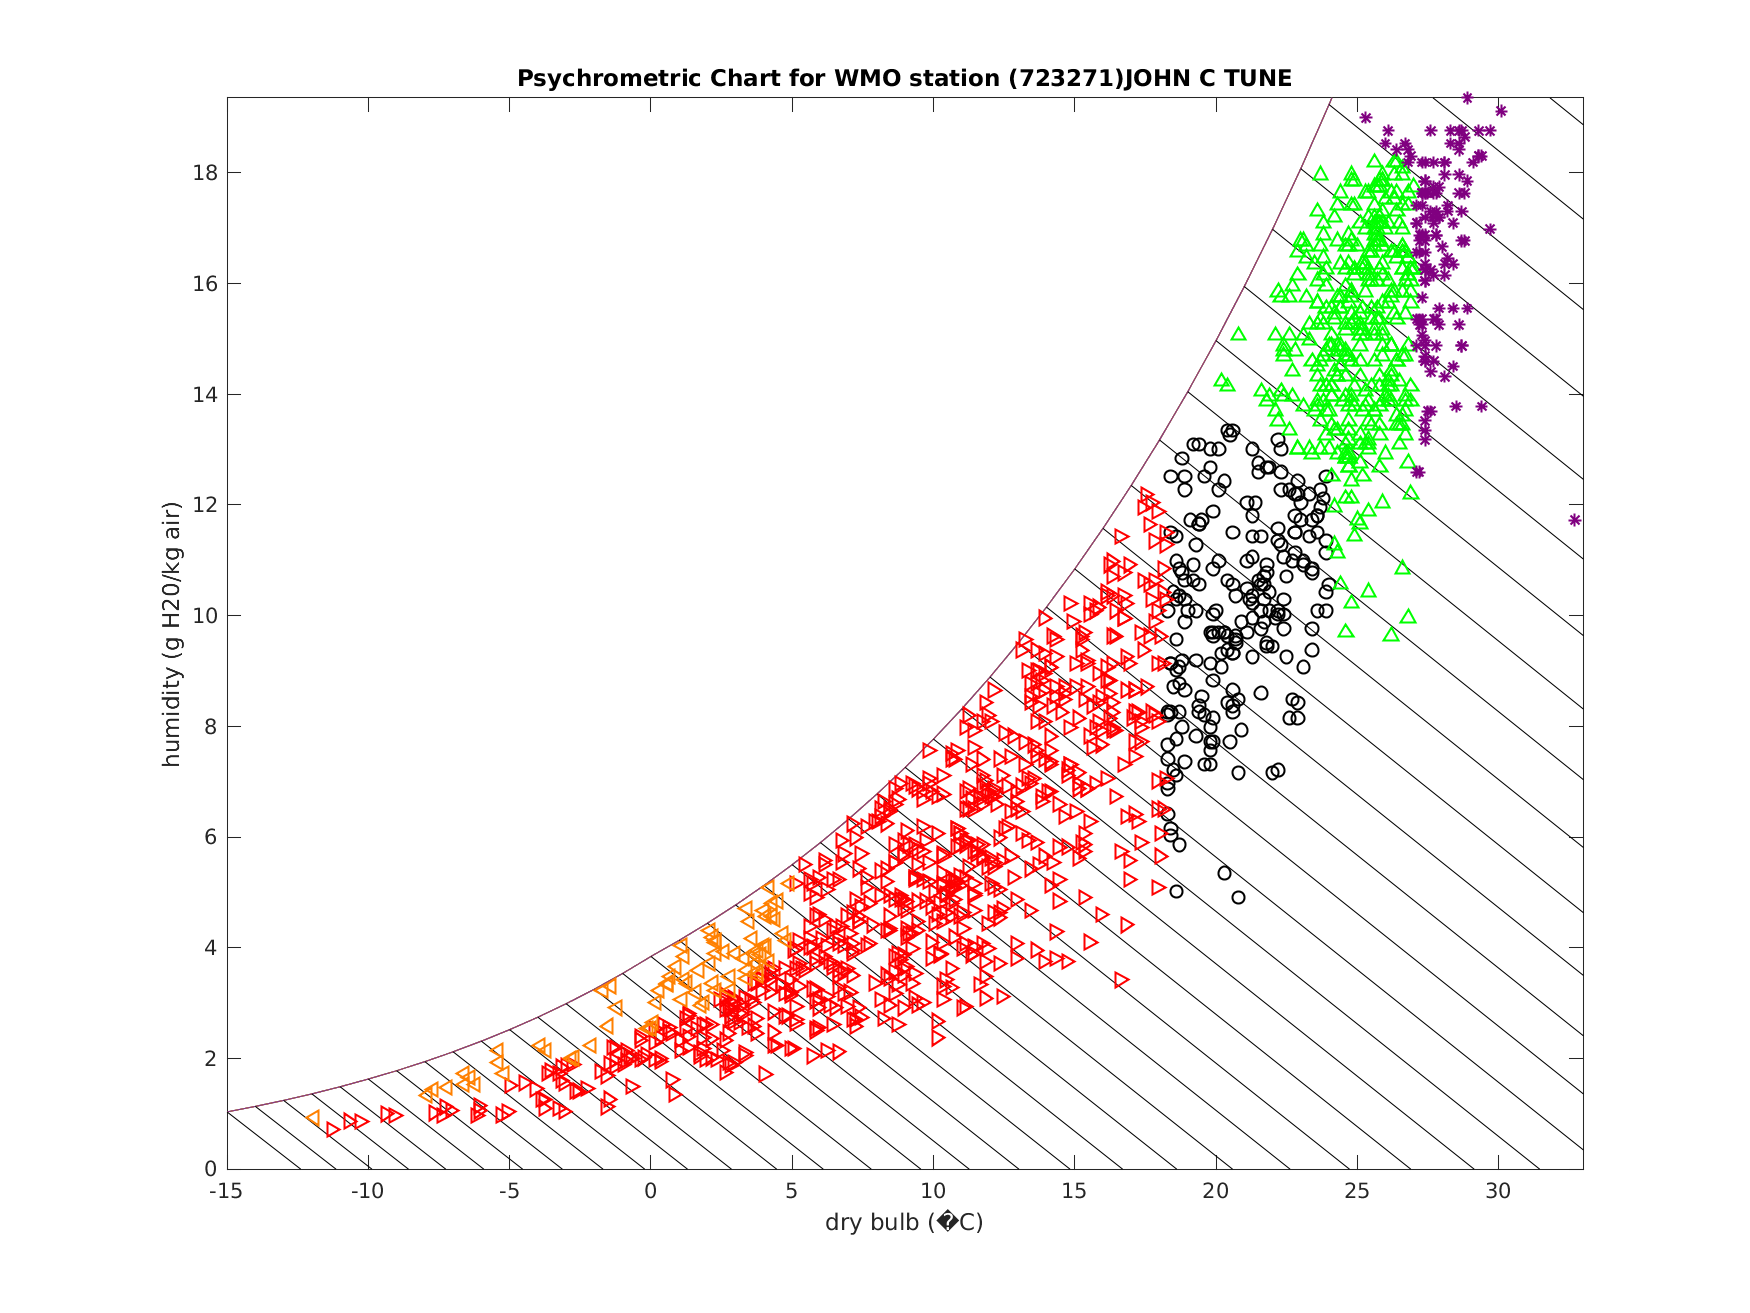 Psychrometric Chart for WMO station (723271)JOHN C TUNE
humidity (g H20/kg air)
18
16
14
12
10
8
6
4
2
0
-15 -10 -5 0 5 10 15 20 25 30
dry bulb (�C)